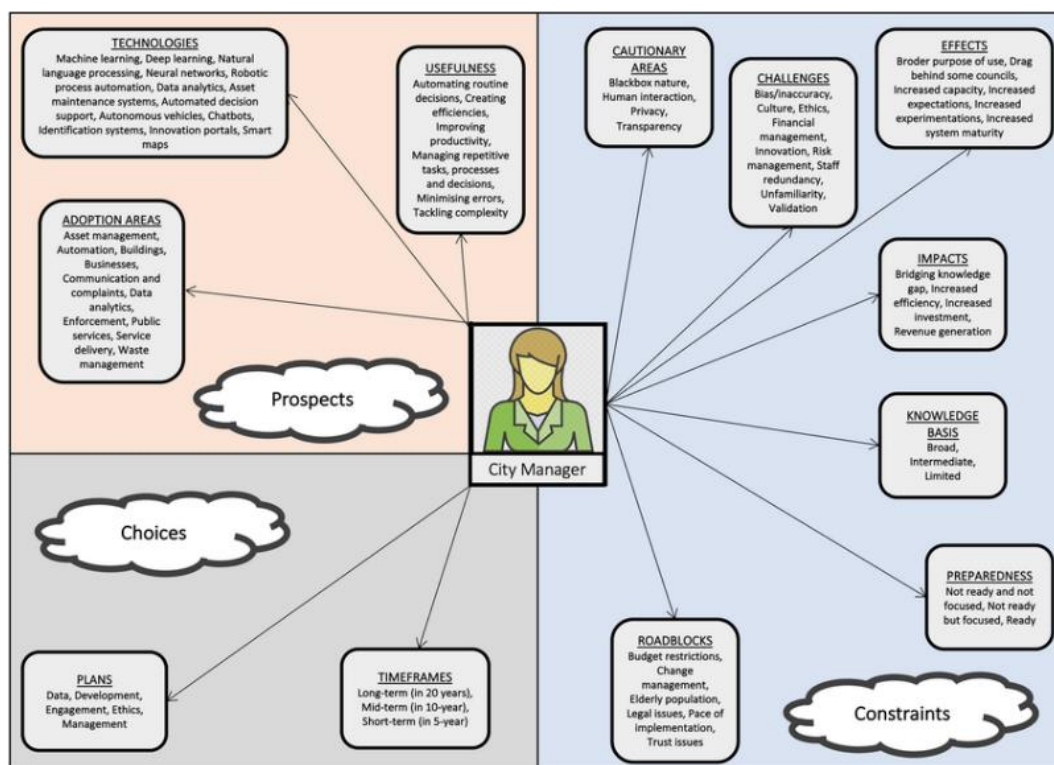 TECHNOLOGIES
Machine learning, Deep learning, Natural
language processing, Neural networks, Robotic
process automation, Data analytics, Asset
maintenance systems, Automated decision
support, Autonomous vehicles, Chatbots,
Identification systems, Innovation portals, Smart
maps
USEFULNESS
Automating routine
decisions, Creating
efficiencies,
Improving
productivity,
Managing repetitive
tasks, processes
and decisions,
Minimising errors,
Tackling complexity
ADOPTION AREAS
Asset management,
Automation, Buildings,
Businesses,
Communication and
complaints, Data
analytics,
Enforcement, Public
services, Service
delivery, Waste
management
Prospects
CAUTIONARY
AREAS
Blackbox nature,
Human interaction,
Privacy,
Transparency
CHALLENGES
Bias/inaccuracy,
Culture, Ethics,
Financial
management,
Innovation, Risk
management, Staff
redundancy,
Unfamiliarity,
Validation
EFFECTS
Broder purpose of use, Drag
behind some councils,
Increased capacity, Increased
expectations, Increased
experimentations, Increased
system maturity
IMPACTS
Bridging knowledge
gap, Increased
efficiency, Increased
investment,
Revenue generation
KNOWLEDGE
BASIS
Broad,
Intermediate,
Limited
PREPAREDNESS
Not ready and not
focused, Not ready
but focused, Ready
ROADBLOCKS
Budget restrictions,
Change
management,
Elderly population,
Legal issues, Pace of
implementation,
Trust issues
Constraints
City Manager
Choices
PLANS
Data, Development,
Engagement, Ethics,
Management
TIMEFRAMES
Long-term (in 20 years),
Mid-term (in 10-year),
Short-term (in 5-year)